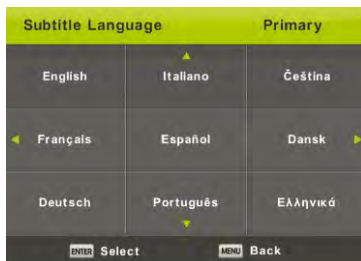 Subtitle Language Primary
English Italiano Čeština
Français Español Dansk
Deutsch Português Ελληνικά
ENTER Select MENU Back